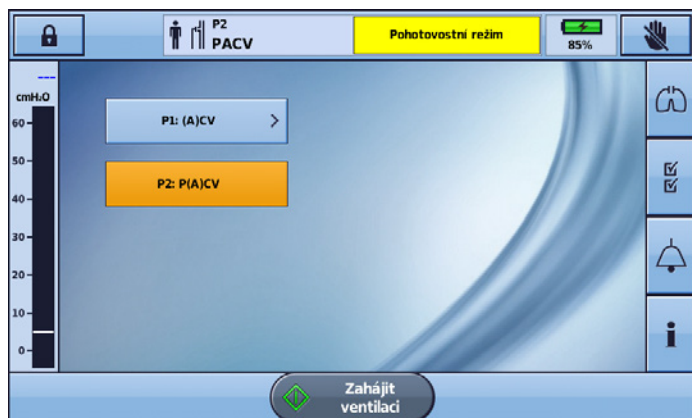 P2
PACV
Pohotovostní režim
85%
---
cmH₂O
60
50
40
30
20
10
0
P1: (A)CV
P2: P(A)CV
Zahájit
ventilaci